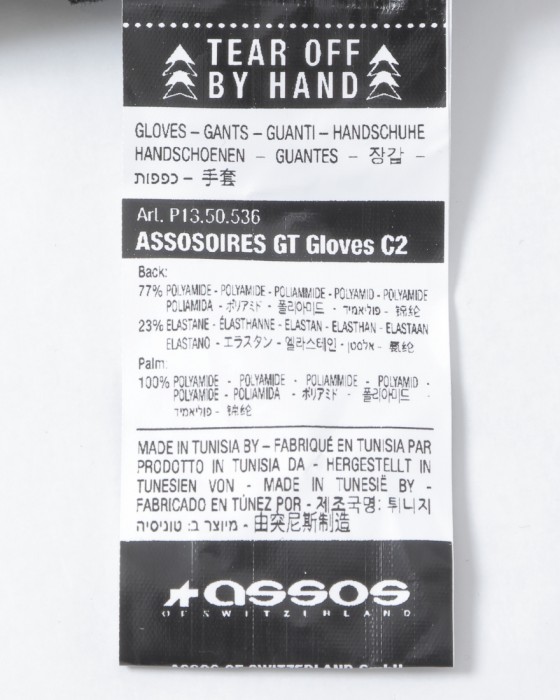 TEAR OFF
BY HAND
GLOVES – GANTS – GUANTI – HANDSCHUHE
HANDSCHOENEN – GUANTES – 장갑 –
כפפות – 手套
Art. P13.50.536
ASSOSOIRES GT Gloves C2
Back:
77% POLYAMIDE - POLYAMIDE - POLIAMMIDE - POLYAMID - POLYAMIDE
POLIAMIDA - ポリアミド - 폴리아미드 - פוליאמיד - 锦纶
23% ELASTANE - ÉLASTHANNE - ELASTAN - ELASTHAN - ELASTAAN
ELASTANO - エラスタン - 엘라스테인 - אלסטן - 氨纶
Palm:
100% POLYAMIDE - POLYAMIDE - POLIAMMIDE - POLYAMID -
POLYAMIDE - POLIAMIDA - ポリアミド - 폴리아미드 -
פוליאמיד - 锦纶
MADE IN TUNISIA BY – FABRIQUÉ EN TUNISIA PAR
PRODOTTO IN TUNISIA DA - HERGESTELLT IN
TUNESIEN VON - MADE IN TUNESIË BY -
FABRICADO EN TÚNEZ POR - 제조국명: 튀니지
מיוצר ב: טוניסיה - 由突尼斯制造
assos
OF SWITZERLAND
ASSOS OF SWITZERLAND GmbH